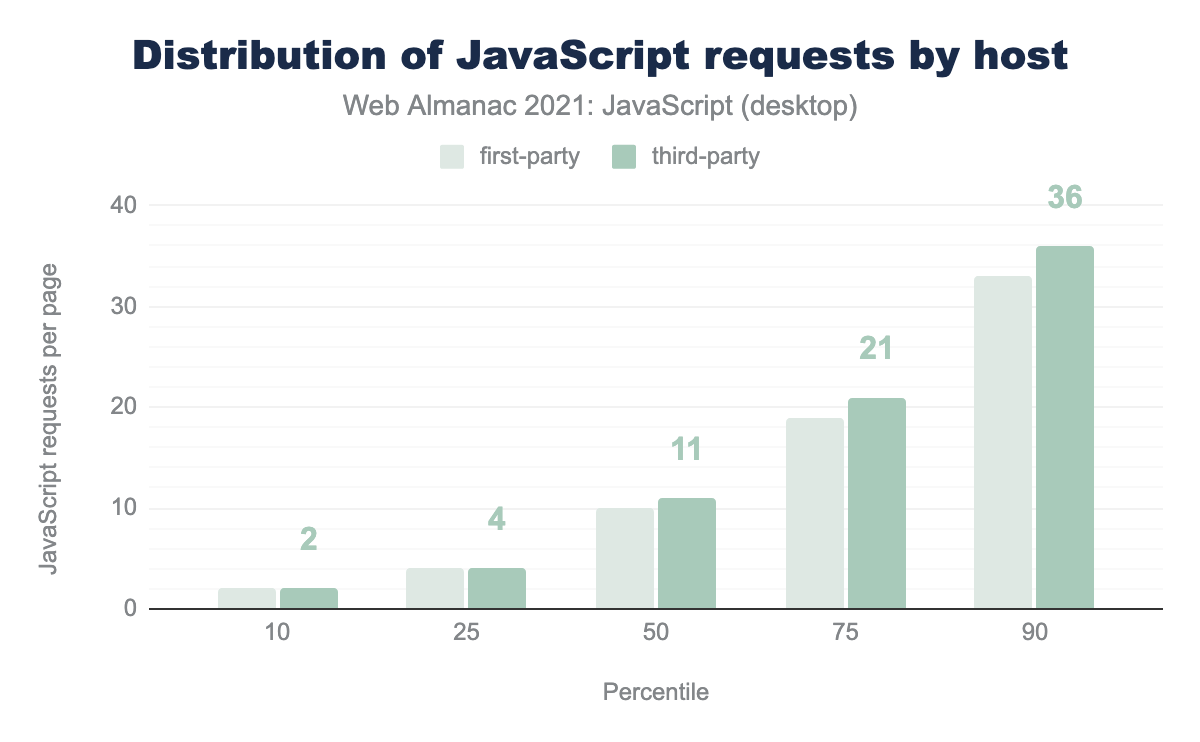 Distribution of JavaScript requests by host
Web Almanac 2021: JavaScript (desktop)
first-party third-party
JavaScript requests per page
40
30
20
10
0
2
4
11
21
36
10 25 50 75 90
Percentile